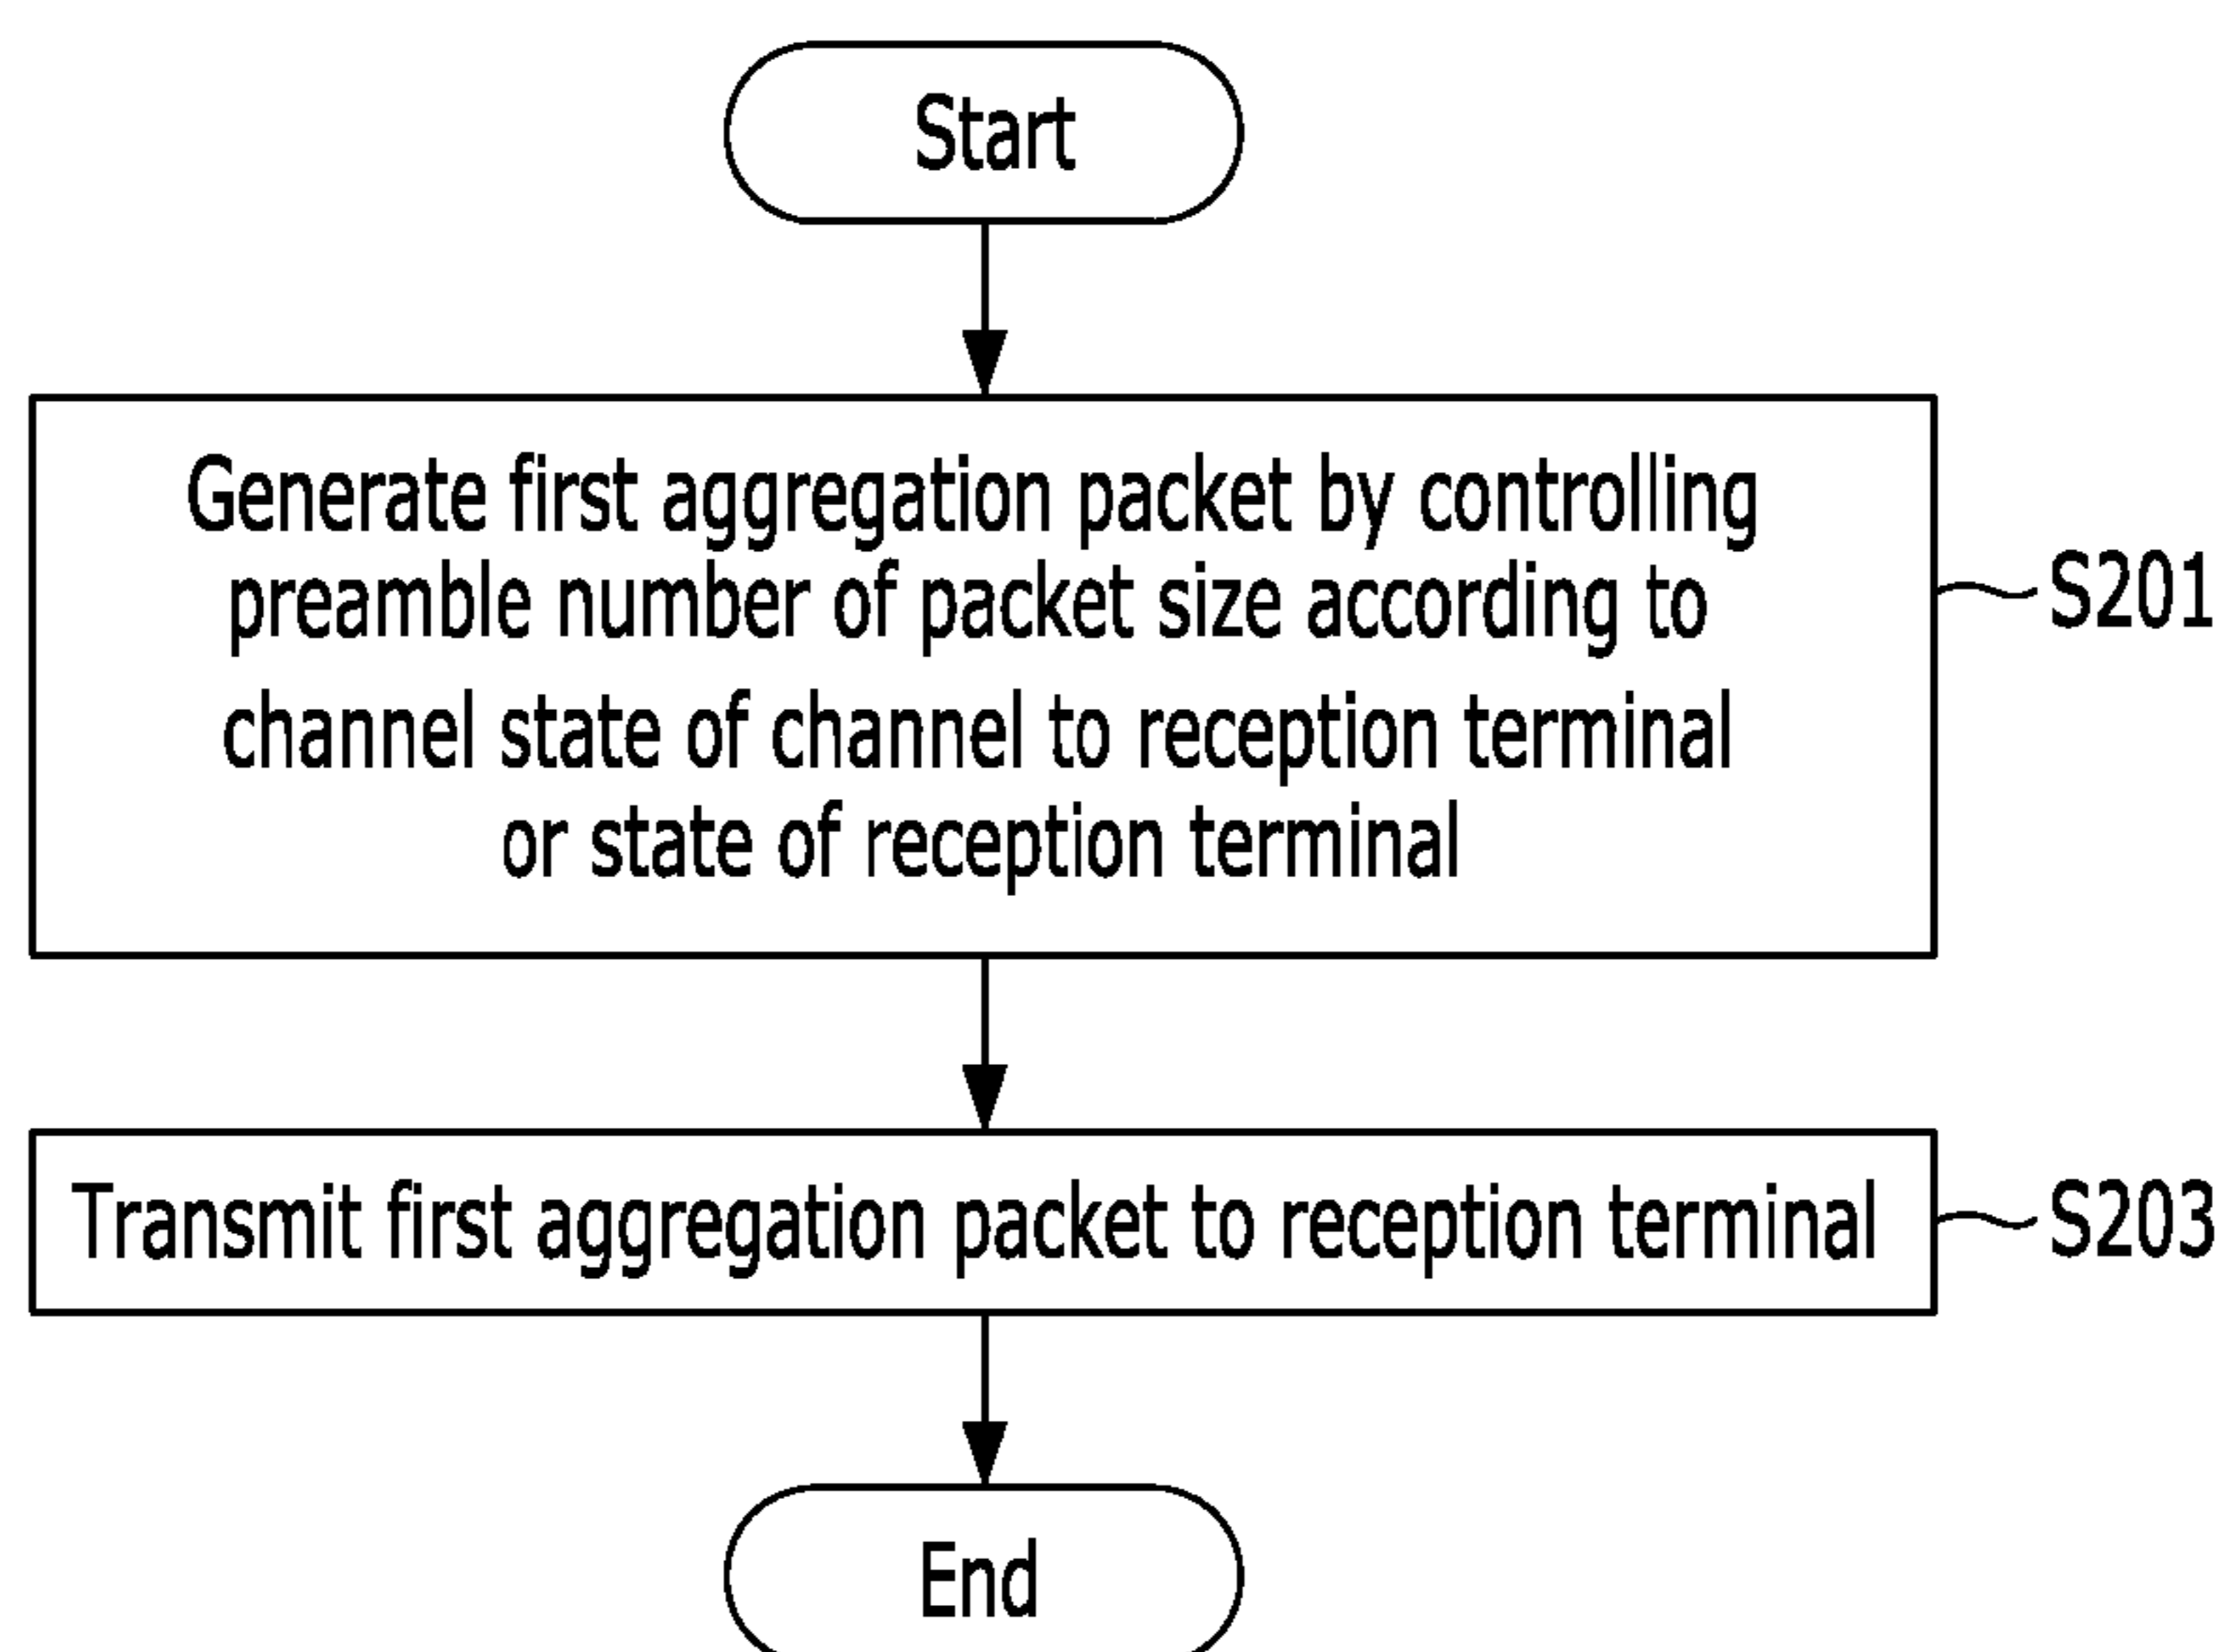 Start
Generate first aggregation packet by controlling
preamble number of packet size according to
channel state of channel to reception terminal
or state of reception terminal
S201
Transmit first aggregation packet to reception terminal
S203
End